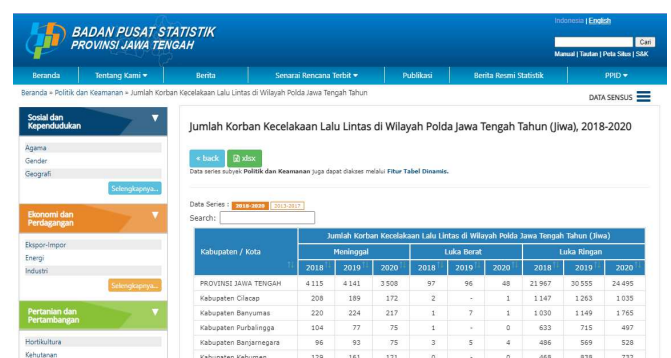 Indonesia | English
BADAN PUSAT STATISTIK
PROVINSI JAWA TENGAH
Cari
Manual | Tautan | Peta Situs | S&K
Beranda Tentang Kami Berita Senarai Rencana Terbit Publikasi Berita Resmi Statistik PPID
Beranda » Politik dan Keamanan » Jumlah Korban Kecelakaan Lalu Lintas di Wilayah Polda Jawa Tengah Tahun
DATA SENSUS
Sosial dan
Kependudukan
Agama
Gender
Geografi
Selengkapnya...
Ekonomi dan
Perdagangan
Ekspor-Impor
Energi
Industri
Selengkapnya...
Pertanian dan
Pertambangan
Hortikultura
Kehutanan
Jumlah Korban Kecelakaan Lalu Lintas di Wilayah Polda Jawa Tengah Tahun (Jiwa), 2018-2020
« back xlsx
Data series subyek Politik dan Keamanan juga dapat diakses melalui Fitur Tabel Dinamis.
Data Series : 2018-2020 2013-2017
Search:
Kabupaten / Kota
Jumlah Korban Kecelakaan Lalu Lintas di Wilayah Polda Jawa Tengah Tahun (Jiwa)
Meninggal Luka Berat Luka Ringan
2018 2019 2020 2018 2019 2020 2018 2019 2020
PROVINSI JAWA TENGAH 4 115 4 141 3 508 97 96 48 21 967 30 555 24 495
Kabupaten Cilacap 208 189 172 2 - 1 1 147 1 263 1 035
Kabupaten Banyumas 220 224 217 1 7 1 1 030 1 149 1 765
Kabupaten Purbalingga 104 77 75 1 - 0 633 715 497
Kabupaten Banjarnegara 96 93 75 3 5 4 486 569 528
Kabupaten Kebumen 129 161 121 0 - 0 468 838 732